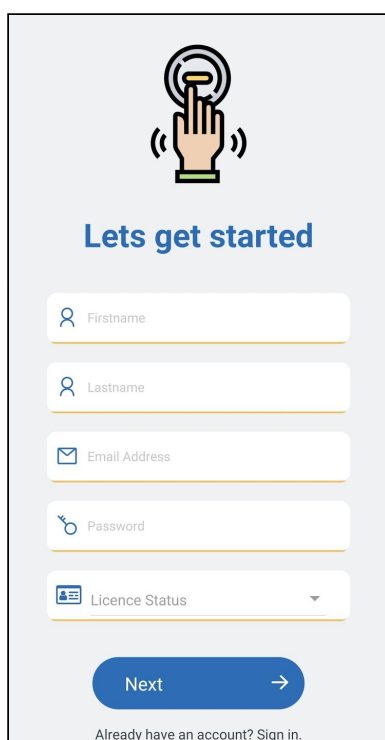 Lets get started
Firstname
Lastname
Email Address
Password
Licence Status
Next
Already have an account? Sign in.